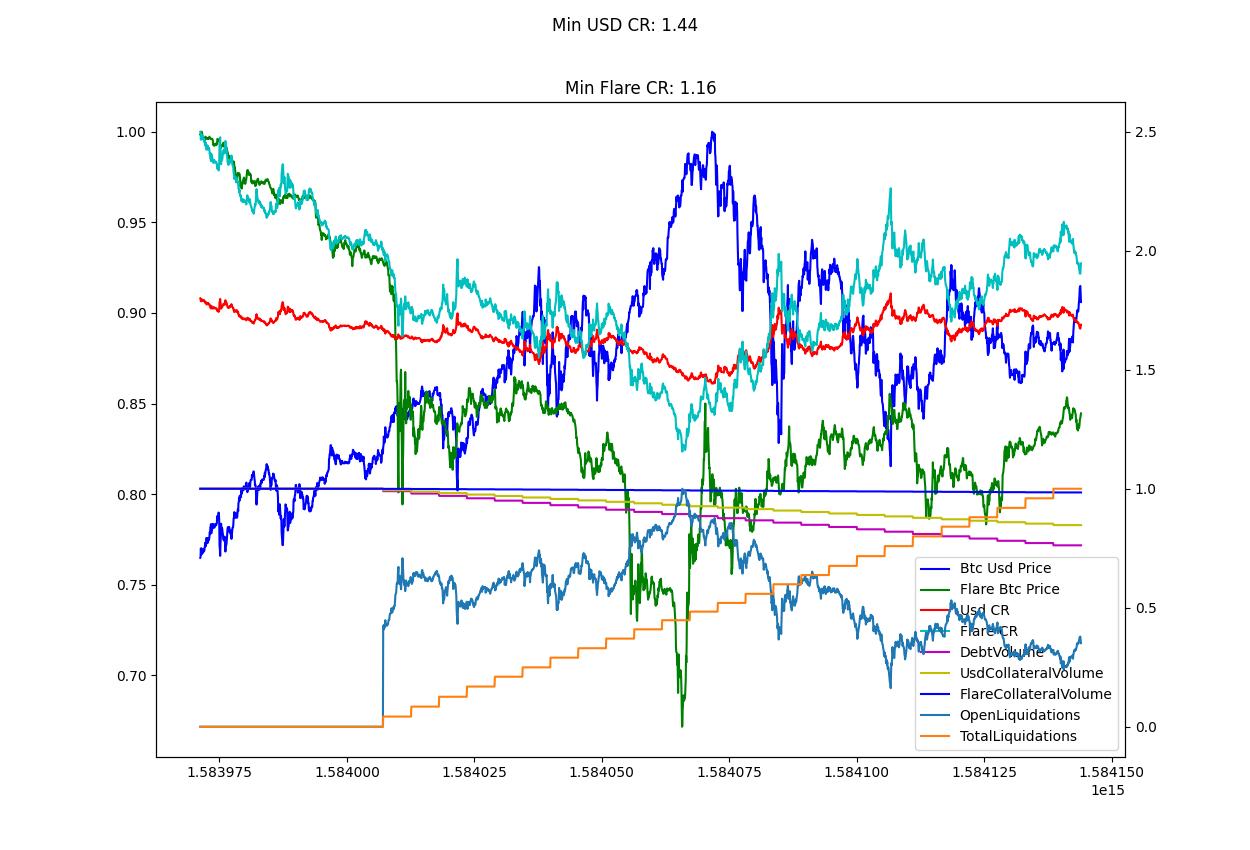 Min USD CR: 1.44
Min Flare CR: 1.16
1.00
0.95
0.90
0.85
0.80
0.75
0.70
2.5
2.0
1.5
1.0
0.5
0.0
Btc Usd Price
Flare Btc Price
Usd CR
Flare CR
DebtVolume
UsdCollateralVolume
FlareCollateralVolume
OpenLiquidations
TotalLiquidations
1.583975 1.584000 1.584025 1.584050 1.584075 1.584100 1.584125 1.584150
1e15